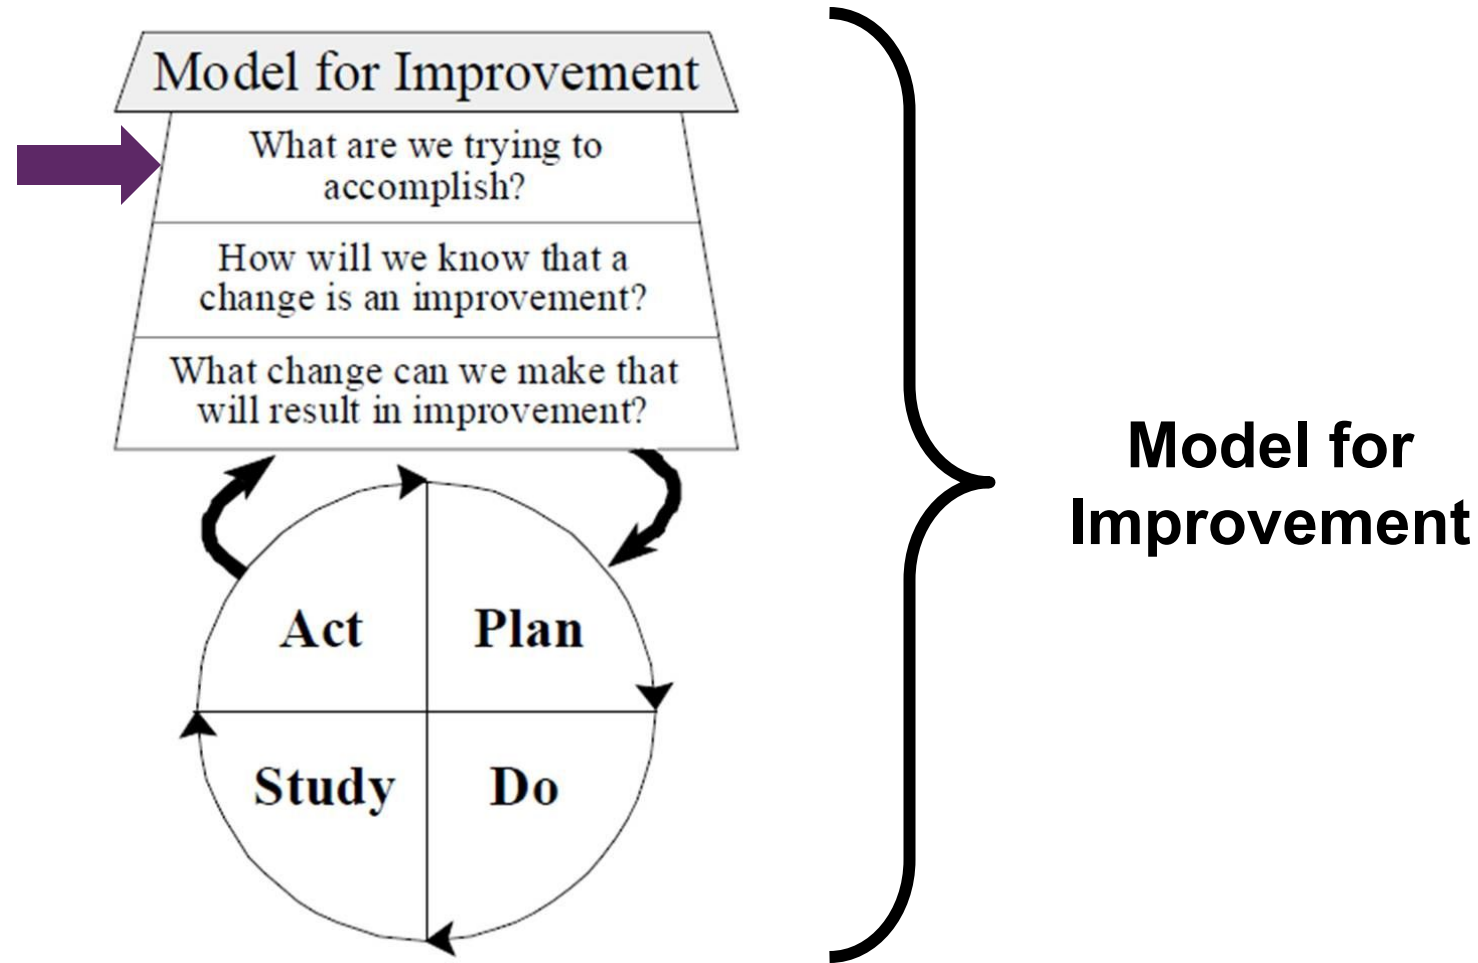 Model for Improvement
What are we trying to
accomplish?
How will we know that a
change is an improvement?
What change can we make that
will result in improvement?
Act
Plan
Study
Do
Model for
Improvement